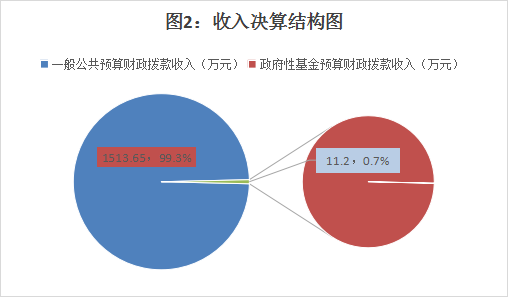 图2：收入决算结构图
一般公共预算财政拨款收入（万元） 政府性基金预算财政拨款收入（万元）
1513.65，99.3%
11.2，0.7%